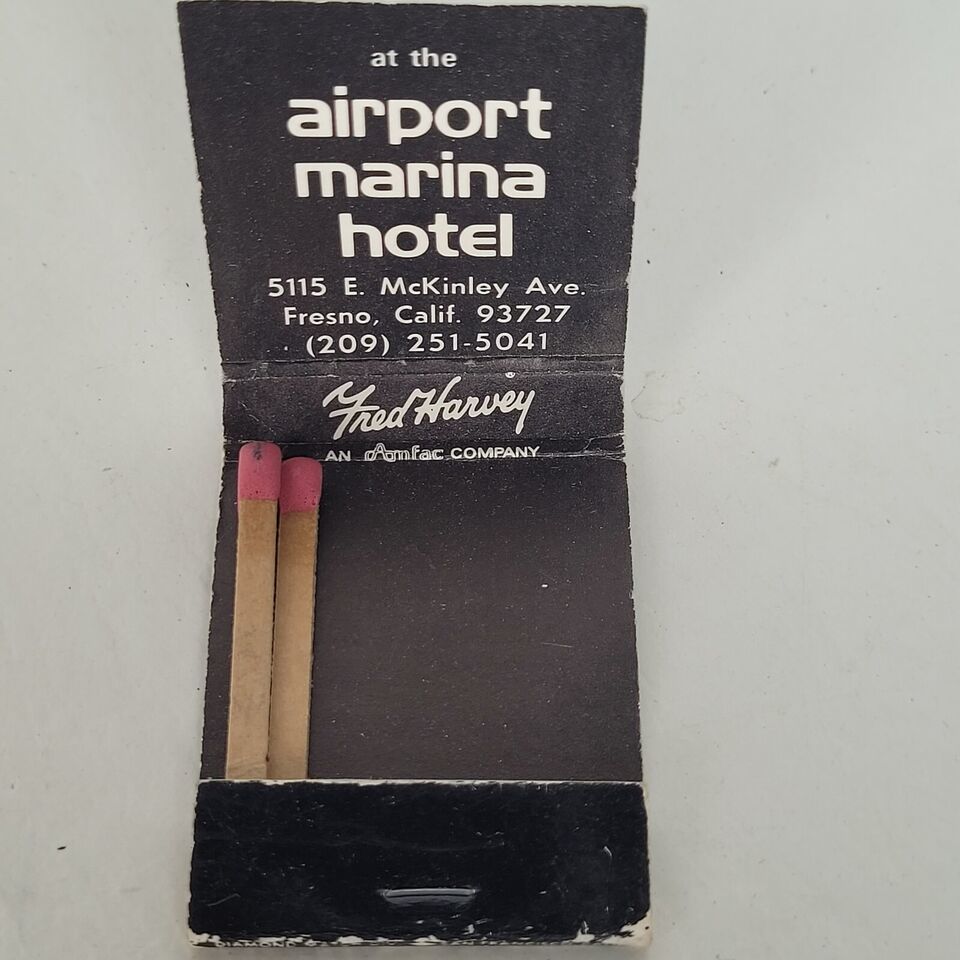 at the
airport
marina
hotel
5115 E. McKinley Ave.
Fresno, Calif. 93727
(209) 251-5041
Fred Harvey®
AN Amfac COMPANY
DIAMOND